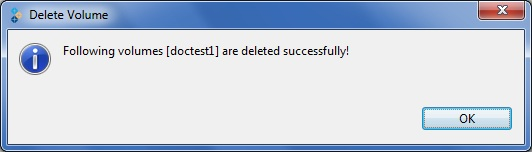 Delete Volume
Following volumes [doctest1] are deleted successfully!
OK